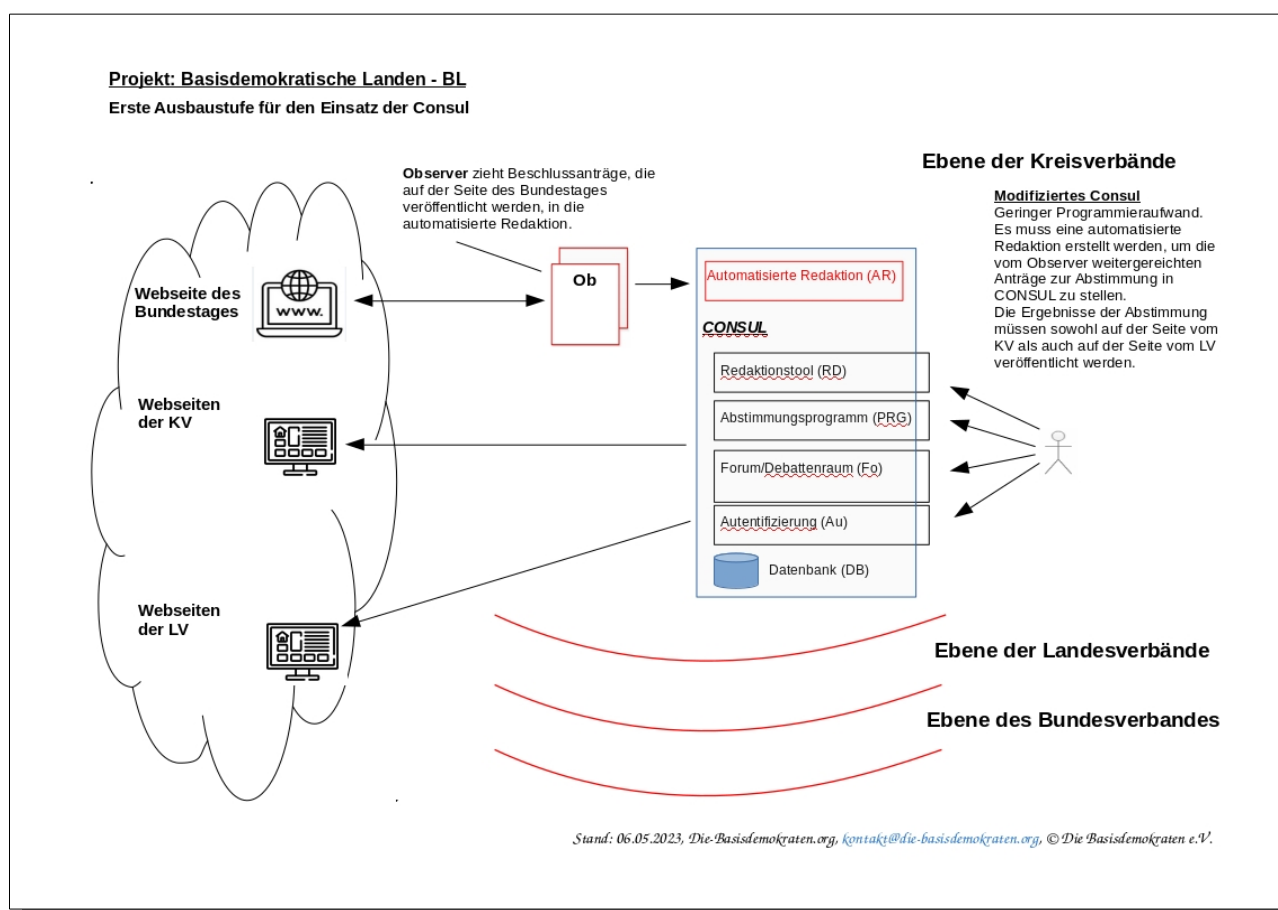 Projekt: Basisdemokratische Landen - BL
Erste Ausbaustufe für den Einsatz der Consul
Ebene der Kreisverbände
Observer zieht Beschlussanträge, die
auf der Seite des Bundestages
veröffentlicht werden, in die
automatisierte Redaktion.
Modifiziertes Consul
Geringer Programmieraufwand.
Es muss eine automatisierte
Redaktion erstellt werden, um die
vom Observer weitergereichten
Anträge zur Abstimmung in
CONSUL zu stellen.
Die Ergebnisse der Abstimmung
müssen sowohl auf der Seite vom
KV als auch auf der Seite vom LV
veröffentlicht werden.
Webseite des
Bundestages
www.
Ob
Automatisierte Redaktion (AR)
CONSUL
Redaktionstool (RD)
Abstimmungsprogramm (PRG)
Forum/Debattenraum (Fo)
Autentifizierung (Au)
Datenbank (DB)
Webseiten
der KV
Webseiten
der LV
Ebene der Landesverbände
Ebene des Bundesverbandes
Stand: 06.05.2023, Die-Basisdemokraten.org, kontakt@die-basisdemokraten.org, © Die Basisdemokraten e.V.